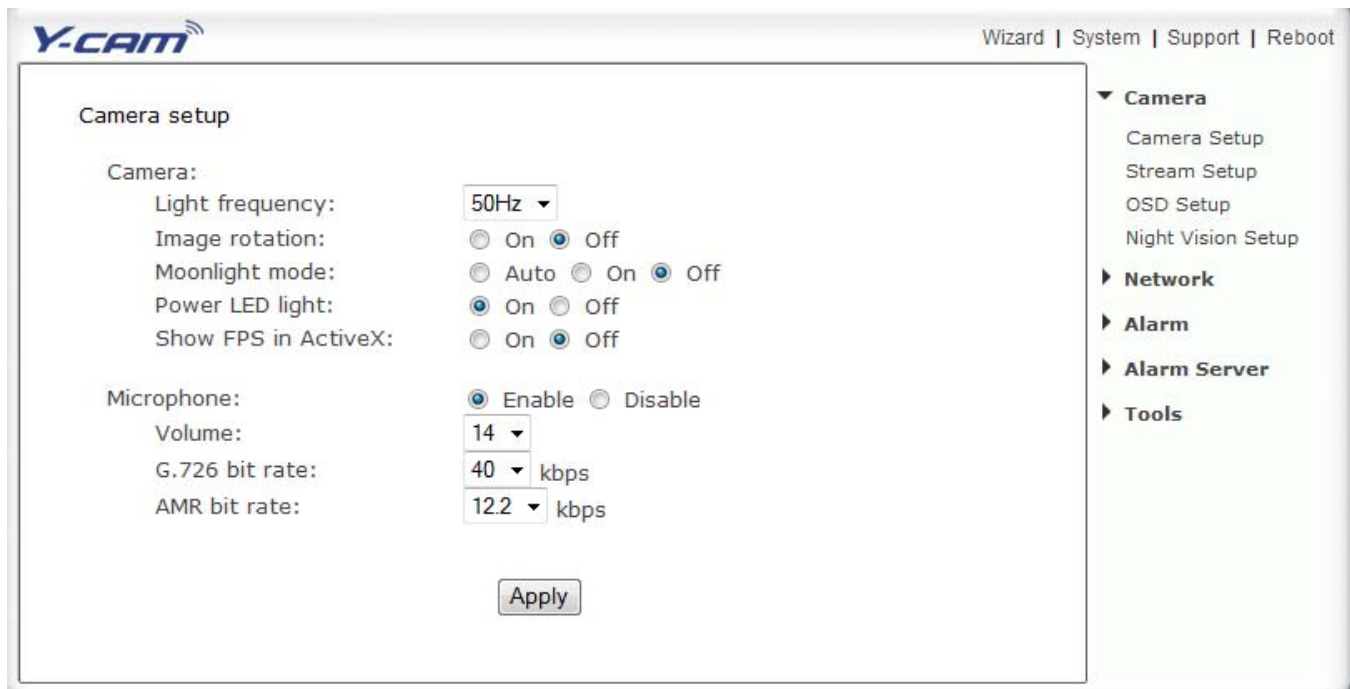 Y-cam
Wizard | System | Support | Reboot
Camera setup
Camera:
Light frequency: 50Hz
Image rotation: On Off
Moonlight mode: Auto On Off
Power LED light: On Off
Show FPS in ActiveX: On Off
Microphone: Enable Disable
Volume: 14
G.726 bit rate: 40 kbps
AMR bit rate: 12.2 kbps
Apply
Camera
Camera Setup
Stream Setup
OSD Setup
Night Vision Setup
Network
Alarm
Alarm Server
Tools